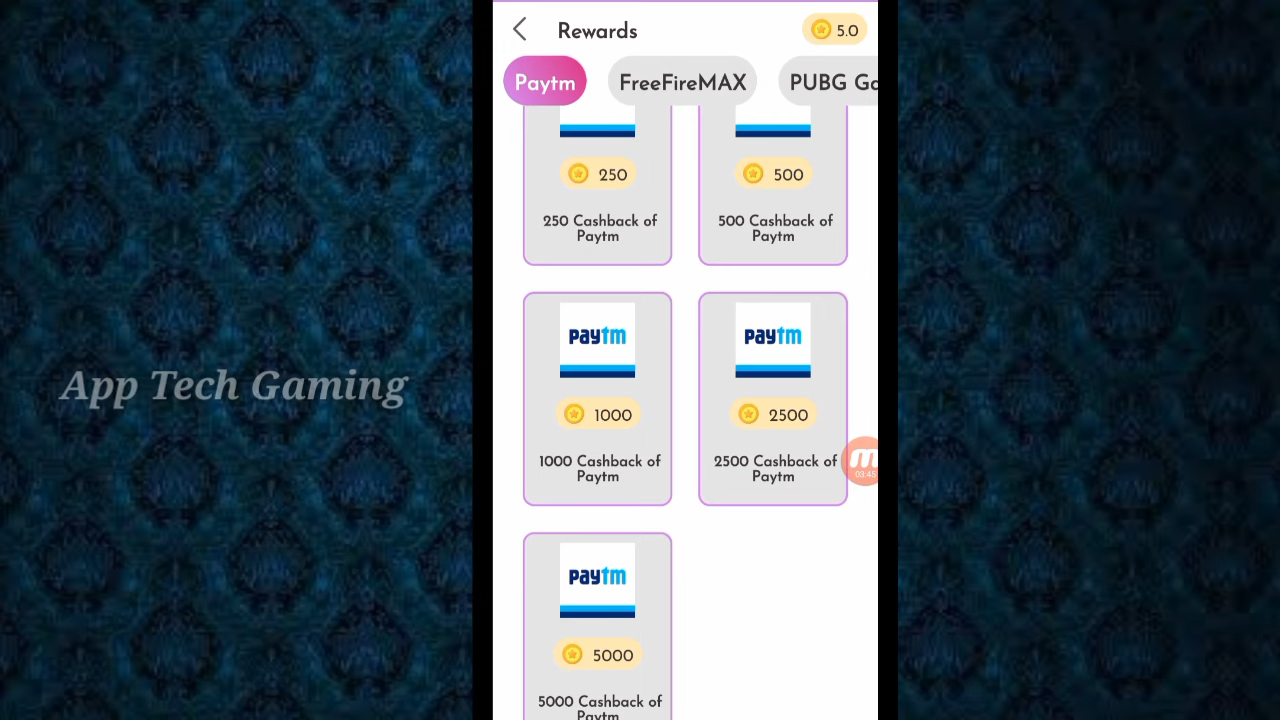 Rewards
5.0
Paytm
FreeFireMAX
PUBG Ga
250
500
250 Cashback of
Paytm
500 Cashback of
Paytm
paytm
paytm
1000
2500
1000 Cashback of
Paytm
2500 Cashback of
Paytm
03:45
App Tech Gaming
paytm
5000
5000 Cashback of
Paytm